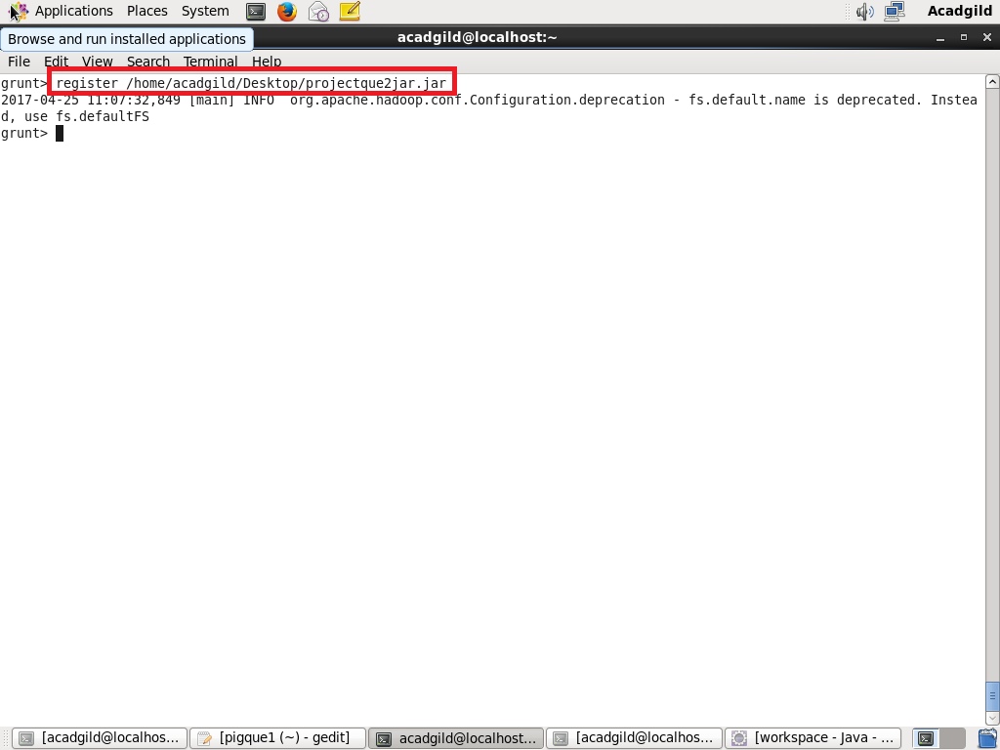 Applications Places System Acadgild
Browse and run installed applications
acadgild@localhost:~
File Edit View Search Terminal Help
grunt> register /home/acadgild/Desktop/projectque2jar.jar
2017-04-25 11:07:32,849 [main] INFO  org.apache.hadoop.conf.Configuration.deprecation - fs.default.name is deprecated. Instea
d, use fs.defaultFS
grunt>
[acadgild@localhos... [pigque1 (~) - gedit] acadgild@localhost:... [acadgild@localhos... [workspace - Java - ...